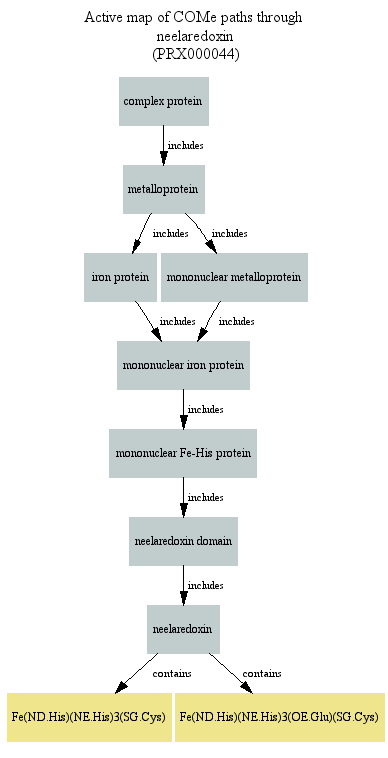 Active map of COMe paths through
neelaredoxin
(PRX000044)
complex protein
includes
metalloprotein
includes
includes
iron protein
mononuclear metalloprotein
includes
includes
mononuclear iron protein
includes
mononuclear Fe-His protein
includes
neelaredoxin domain
includes
neelaredoxin
contains
contains
Fe(ND.His)(NE.His)3(SG.Cys)
Fe(ND.His)(NE.His)3(OE.Glu)(SG.Cys)